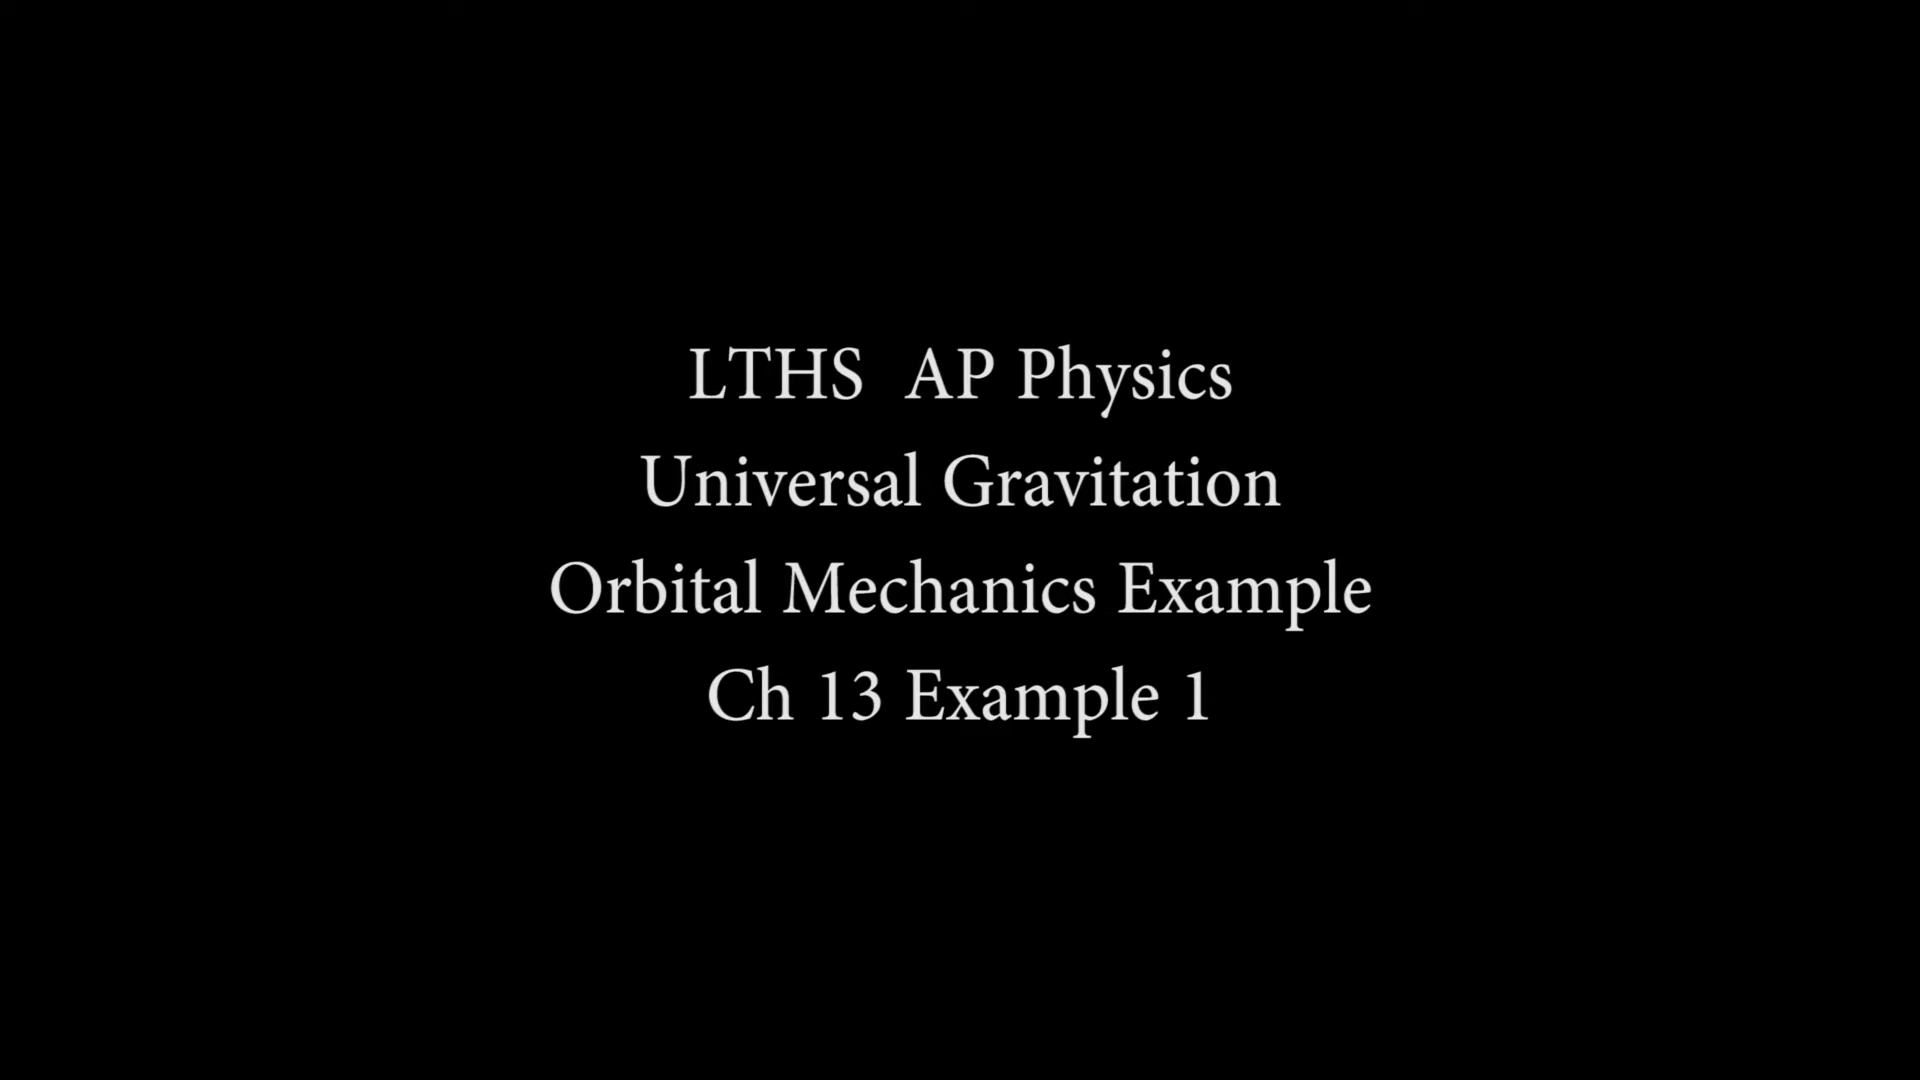 LTHS  AP Physics
Universal Gravitation
Orbital Mechanics Example
Ch 13 Example 1